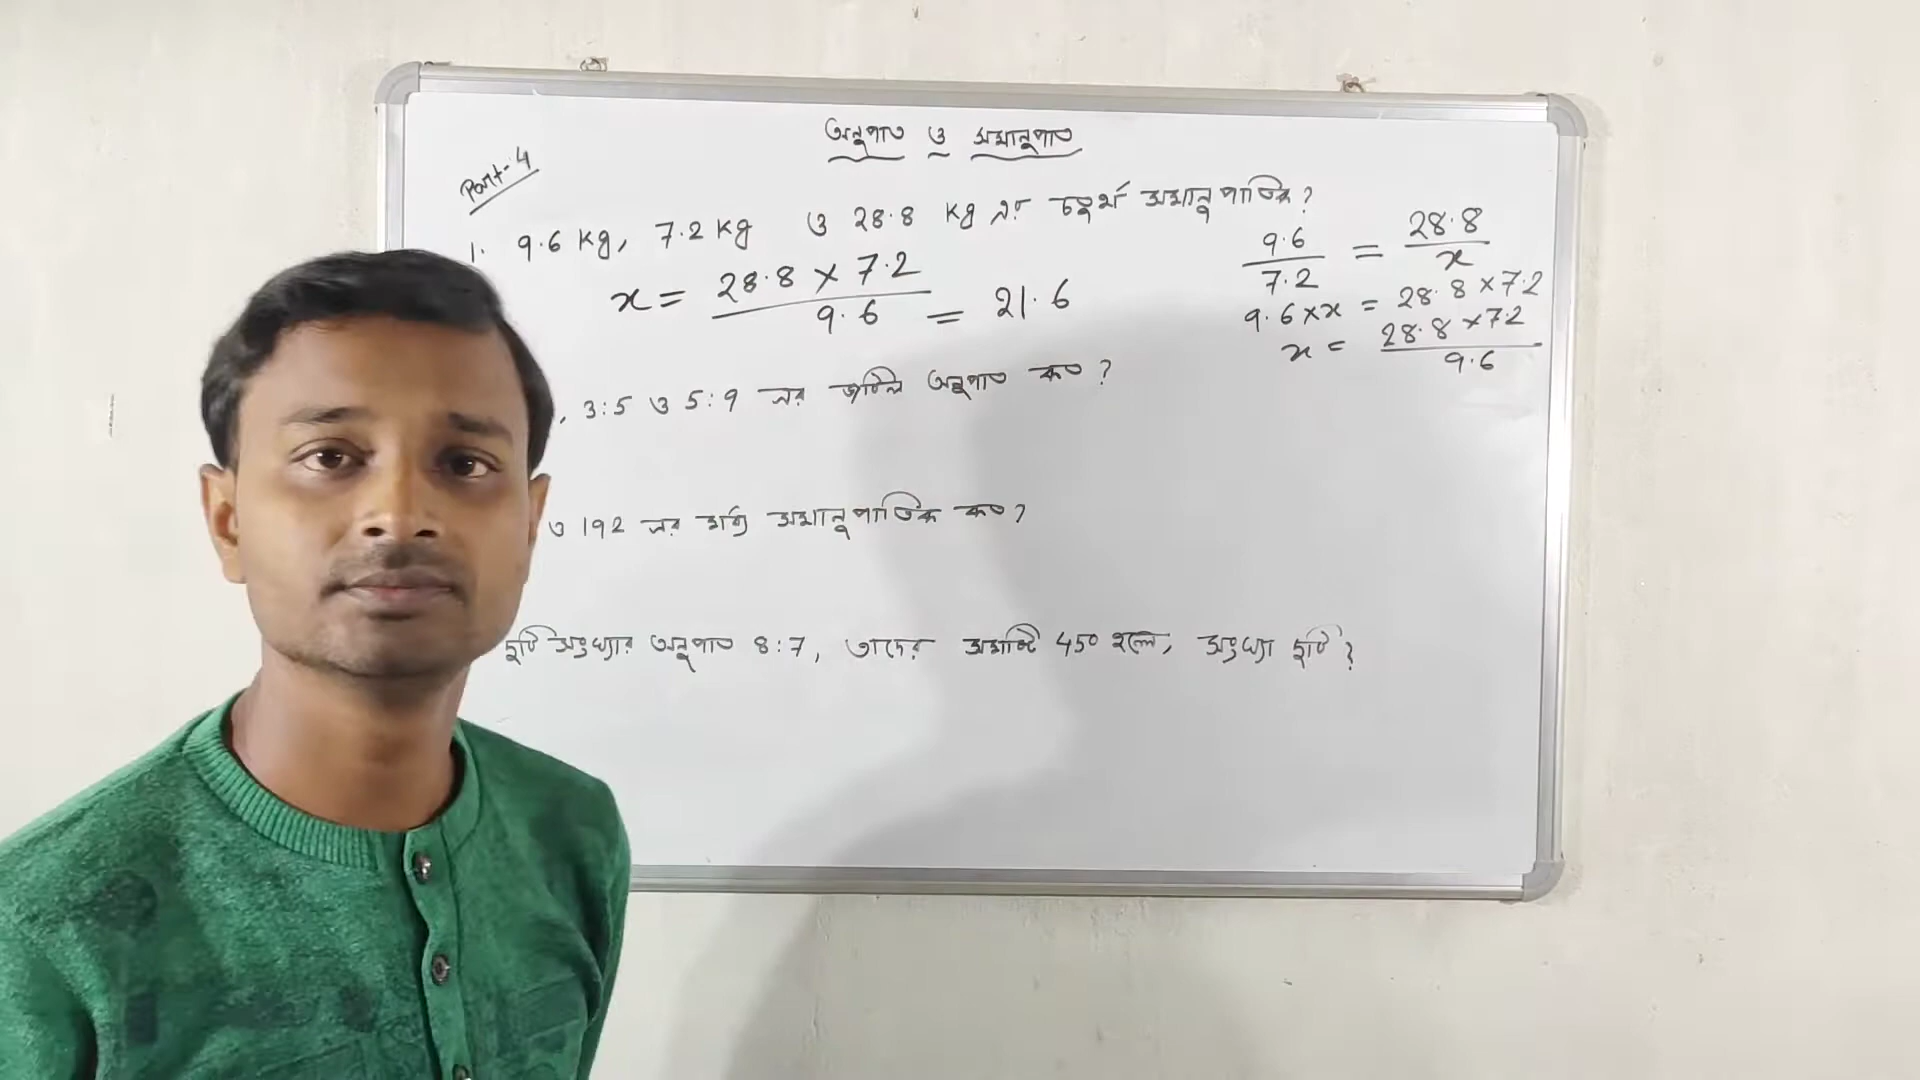 অনুপাত ও সমানুপাত
Part-4
1. 9.6 kg, 7.2 kg ও 28.8 kg এর চতুর্থ সমানুপাতিক?
x = 28.8 × 7.2 / 9.6 = 21.6
9.6 / 7.2 = 28.8 / x
9.6 × x = 28.8 × 7.2
x = 28.8 × 7.2 / 9.6
, 3:5 ও 5:9 এর জটিল অনুপাত কত?
ও 192 এর মধ্য সমানুপাতিক কত?
দুটি সংখ্যার অনুপাত 8:7, তাদের সমষ্টি 450 হলে, সংখ্যা দুটি?